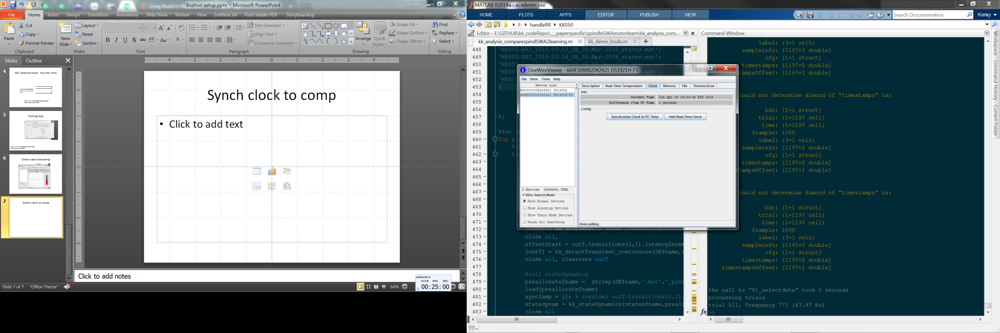 ibutton setup.pptx - Microsoft PowerPoint
File Home Insert Design Transitions Animations Slide Show Review View EndNote X8 Foxit Reader PDF Storyboarding
Paste
Cut
Copy
Format Painter
Clipboard
New
Slide
Layout
Reset
Section
Slides
Font
Paragraph
Text Direction
Align Text
Convert to SmartArt
Arrange
Quick
Styles
Shape Fill
Shape Outline
Shape Effects
Drawing
Find
Replace
Select
Editing
Slides Outline
4
Ref: OneWireViewer Tips and Tricks
5
Polling rate
6
Check real-time temp
7
Synch clock to comp
Synch clock to comp
• Click to add text
Click to add notes
deliberative
HOUR MIN SEC
00:25:00
Slide 7 of 7 "Office Theme" 64%
MATLAB R2018a - academic use
HOME PLOTS APPS EDITOR PUBLISH VIEW
Search Documentation
Korey
F: handleRR KK050
Editor - E:\GITHUB\kk_codeRepo\__paperspecific\spindleSWAmotorlearn\kk_analysis_com...
kk_analysis_comparespindSWA2learning.m kk_demo_bode.m
448 'KK052-RR1_2018-03-13_SE_30-Mar-2018_states.mat';
449 'KK052-RR2_2018-03-14_SE_02-Apr-2018_states.mat';
450
451
452
453
454
455
456
457 %}
458
459 %%do
460 for i
461
462
463
464
465
466
467
468
469
470
471
472
473 close all,
474 offsetStart = outT.transitions(1,1).latency2nrem
475 [outT] = kk_detectTransient_continuous(SEfname,s
476 close all, clearvars outT
477
478 %call statedynamics
479 preallocatefname = strrep(SEfname,'.mat','_prea
480 load(preallocatefname)
481 syncSamp = []; % consider outT.transitions(1,1).
482 statedynam = kk_stateDynamics(statesfname,preall
483 close all
OneWireViewer - 664F200002042421 DS1921H-F5
File View Tools Help
Device List
B60000003A286D81 DS1990A
664F200002042421 DS1921H-F5
2 Devices (DS9490) USB1
1-Wire Search Mode
Show Normal Devices
Show Alarming Devices
Show Chain Mode Devices
Pause All Searching
Description Real-Time Temperature Clock Memory File Thermochron
Info
Current Time Tue Apr 03 09:33:48 EDT 2018
Difference from PC Time 1 seconds
Config
Synchronize Clock to PC Time Halt Real-Time Clock
Done polling.
Command Window
label: {3×1 cell}
sampleinfo: [1197×2 double]
cfg: [1×1 struct]
timestamps: [1197×5 double]
tampsOffset: [1197×1 double]
could not determine dimord of "timestamps" in:
hdr: [1×1 struct]
trial: {1×1197 cell}
time: {1×1197 cell}
fsample: 1000
label: {3×1 cell}
sampleinfo: [1197×2 double]
cfg: [1×1 struct]
timestamps: [1197×5 double]
tampsOffset: [1197×1 double]
could not determine dimord of "timestamps" in:
hdr: [1×1 struct]
trial: {1×1197 cell}
time: {1×1197 cell}
fsample: 1000
label: {3×1 cell}
sampleinfo: [1197×2 double]
cfg: [1×1 struct]
timestamps: [1197×5 double]
timestampsOffset: [1197×1 double]
the call to "ft_selectdata" took 0 seconds
processing trials
trial 511, frequency 771 (47.97 Hz)
fx >>
Workspace
Command History
Current Folder